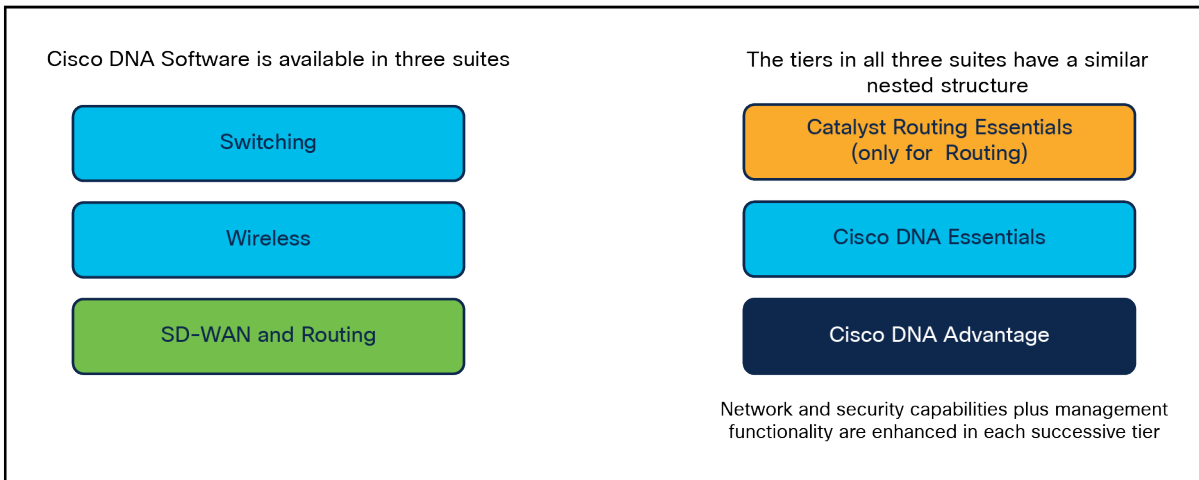 Cisco DNA Software is available in three suites
Switching
Wireless
SD-WAN and Routing
The tiers in all three suites have a similar
nested structure
Catalyst Routing Essentials
(only for Routing)
Cisco DNA Essentials
Cisco DNA Advantage
Network and security capabilities plus management
functionality are enhanced in each successive tier